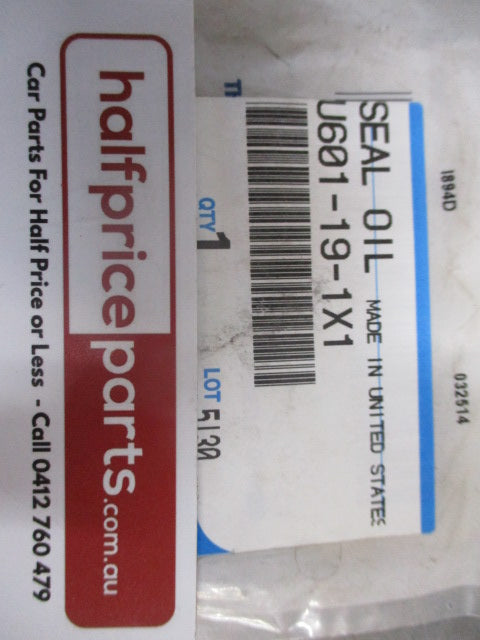 I894D
032514
SEAL OIL MADE IN UNITED STATES
U601-19-1X1
QTY 1
LOT 5130
halfpriceparts.com.au
Car Parts For Half Price or Less - Call 0412 760 479